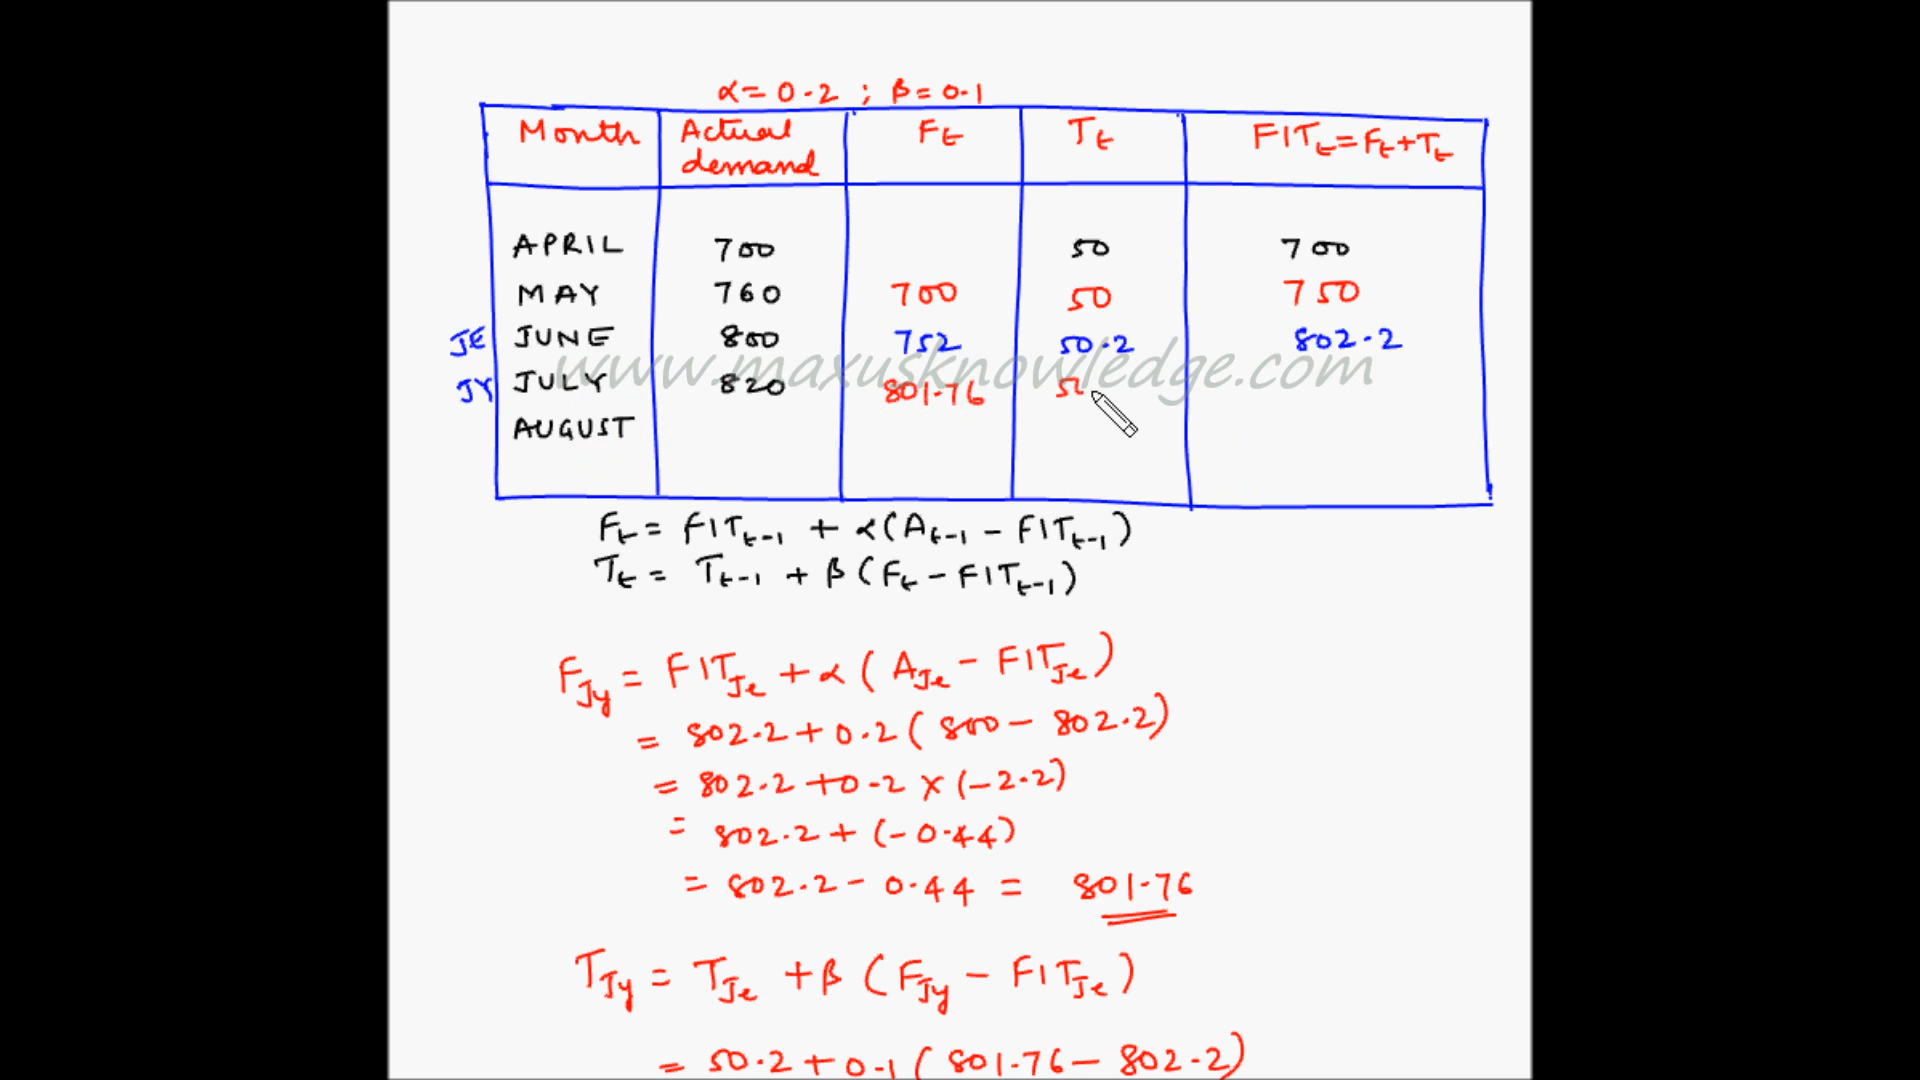 α = 0.2 ; β = 0.1
Month Actual demand Ft Tt FITt = Ft + Tt
APRIL 700 50 700
MAY 760 700 50 750
JE JUNE 800 752 50.2 802.2
www.maxusknowledge.com
JY JULY 820 801.76
AUGUST
Ft = FITt-1 + α(At-1 - FITt-1)
Tt = Tt-1 + β(Ft - FITt-1)
FJy = FITJe + α(AJe - FITJe)
= 802.2 + 0.2(800 - 802.2)
= 802.2 + 0.2 × (-2.2)
= 802.2 + (-0.44)
= 802.2 - 0.44 = 801.76
TJy = TJe + β(FJy - FITJe)
= 50.2 + 0.1(801.76 - 802.2)